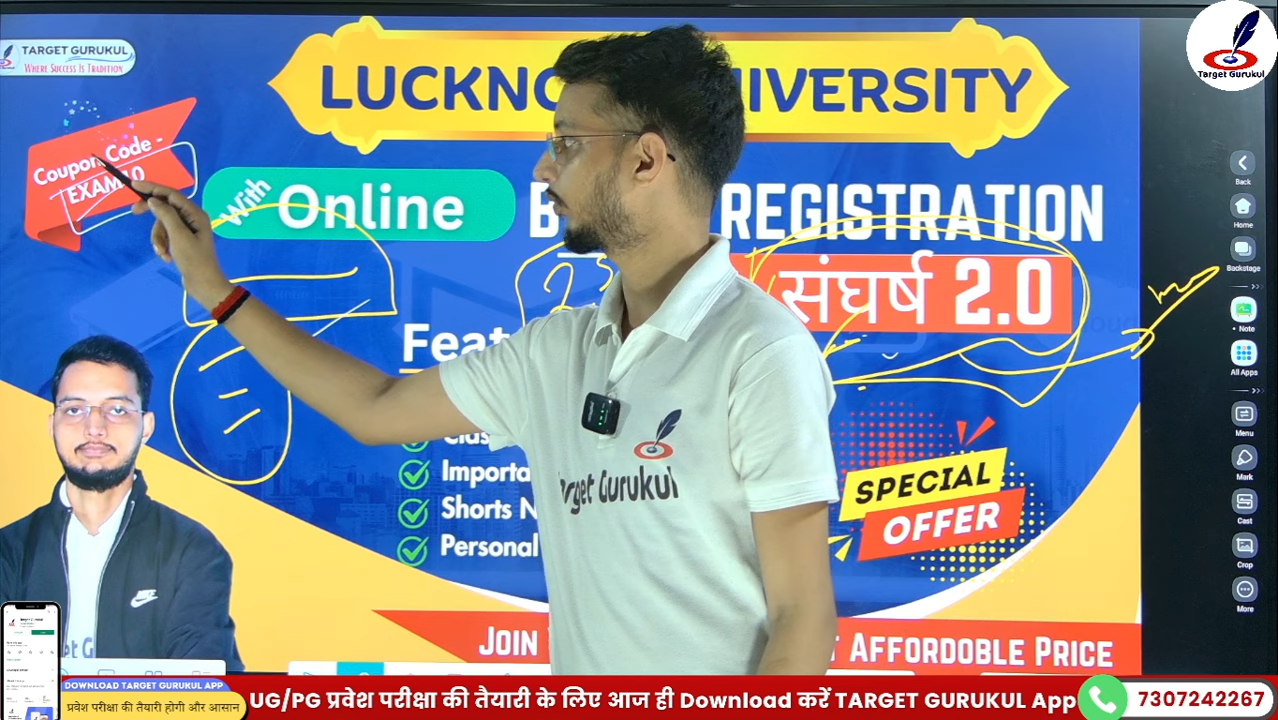 TARGET GURUKUL
WHERE SUCCESS IS TRADITION
Target Gurukul
LUCKNO IVERSITY
Coupon Code -
EXAM10
With Online B REGISTRATION
संघर्ष 2.0
Feat
Clas
Importa
Shorts N
Personal
Target Gurukul
SPECIAL
OFFER
JOIN
AFFORDOBLE PRICE
Back
Home
Backstage
Note
All Apps
Menu
Mark
Cast
Crop
More
DOWNLOAD TARGET GURUKUL APP
प्रवेश परीक्षा की तैयारी होगी और आसान
UG/PG प्रवेश परीक्षा की तैयारी के लिए आज ही Download करें TARGET GURUKUL App
7307242267